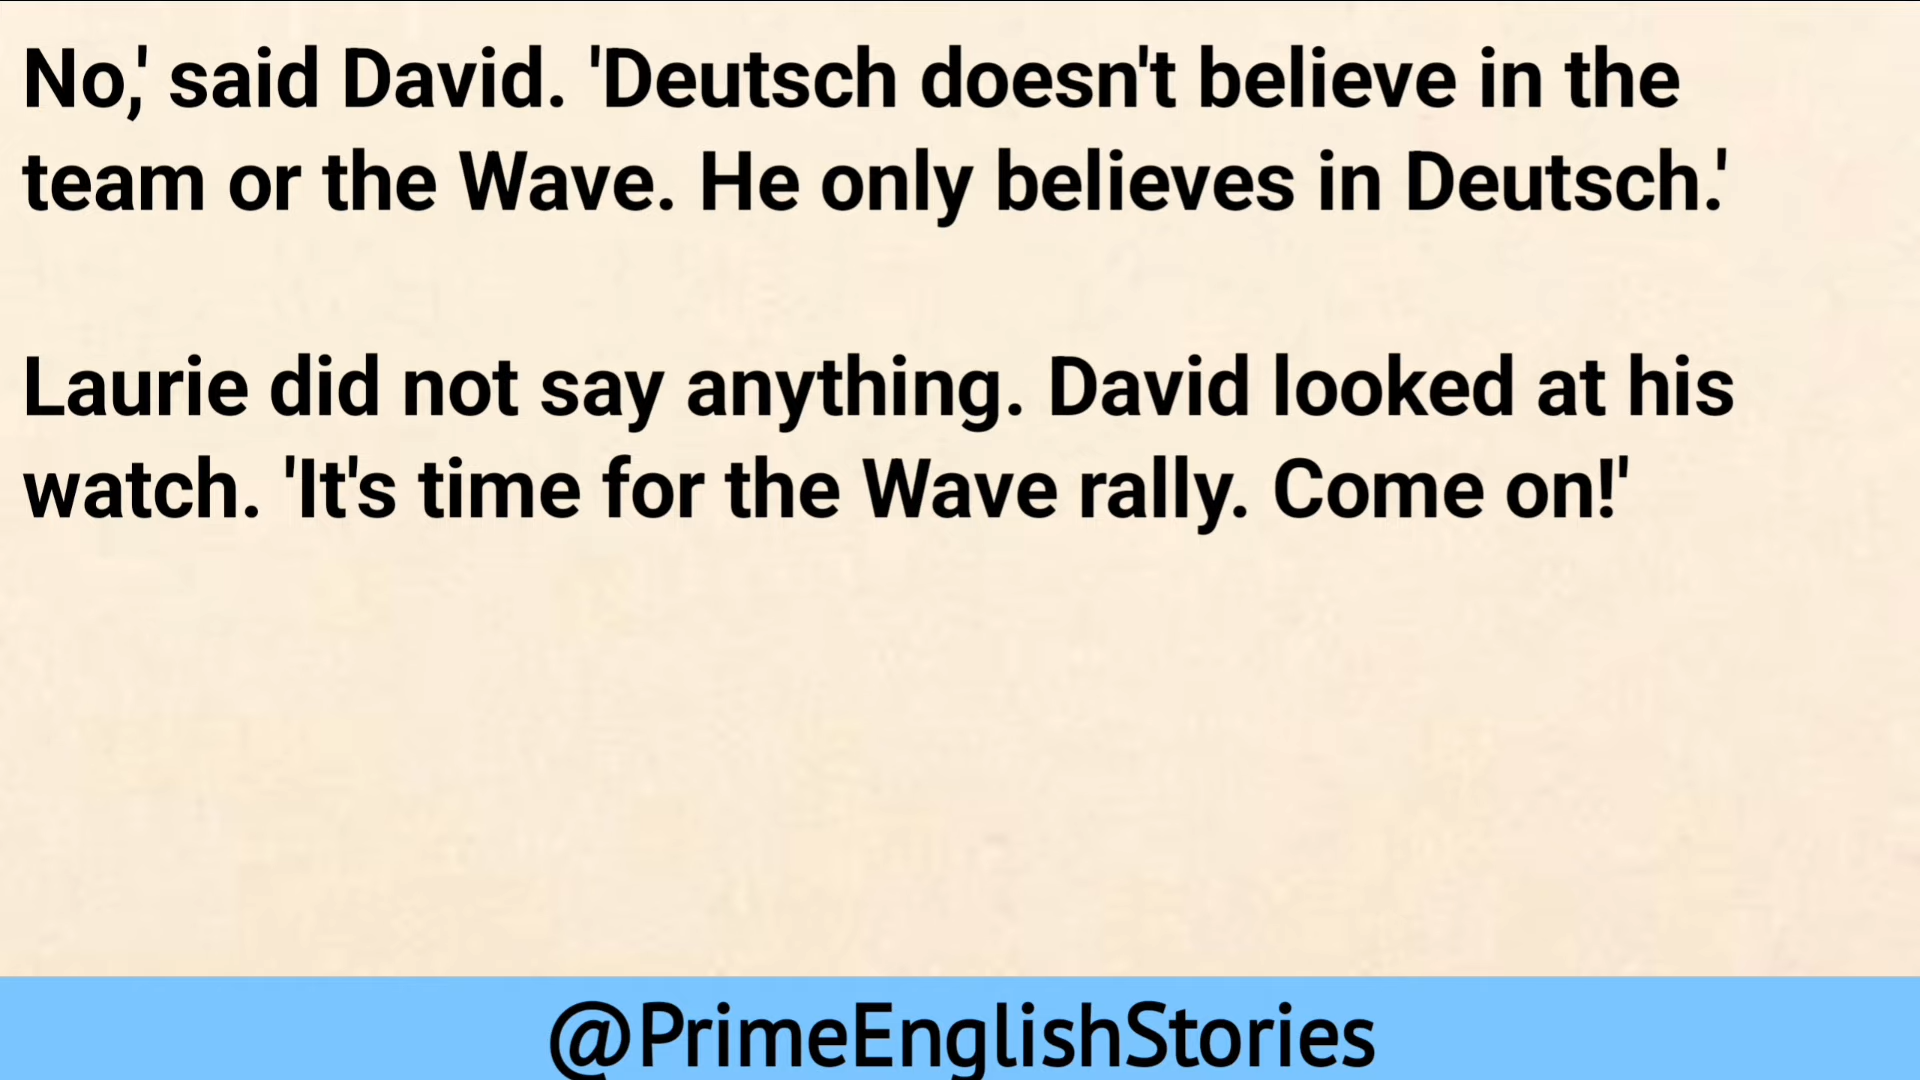 No,' said David. 'Deutsch doesn't believe in the
team or the Wave. He only believes in Deutsch.'
Laurie did not say anything. David looked at his
watch. 'It's time for the Wave rally. Come on!'
@PrimeEnglishStories